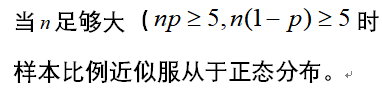 当n足够大（np ≥ 5, n(1− p) ≥ 5 时
样本比例近似服从于正态分布。↵